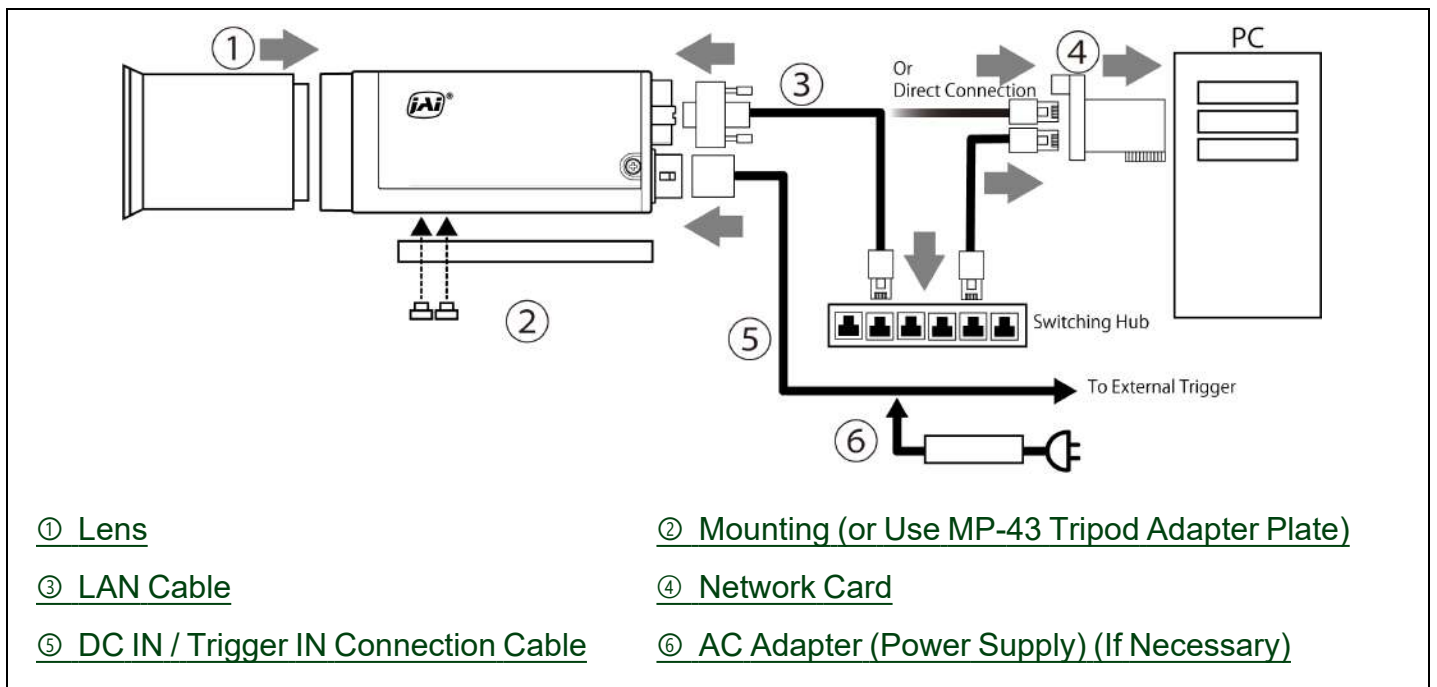 ①
③
④
PC
Or
Direct Connection
jAi®
②
⑤
Switching Hub
To External Trigger
⑥
① Lens
② Mounting (or Use MP-43 Tripod Adapter Plate)
③ LAN Cable
④ Network Card
⑤ DC IN / Trigger IN Connection Cable
⑥ AC Adapter (Power Supply) (If Necessary)